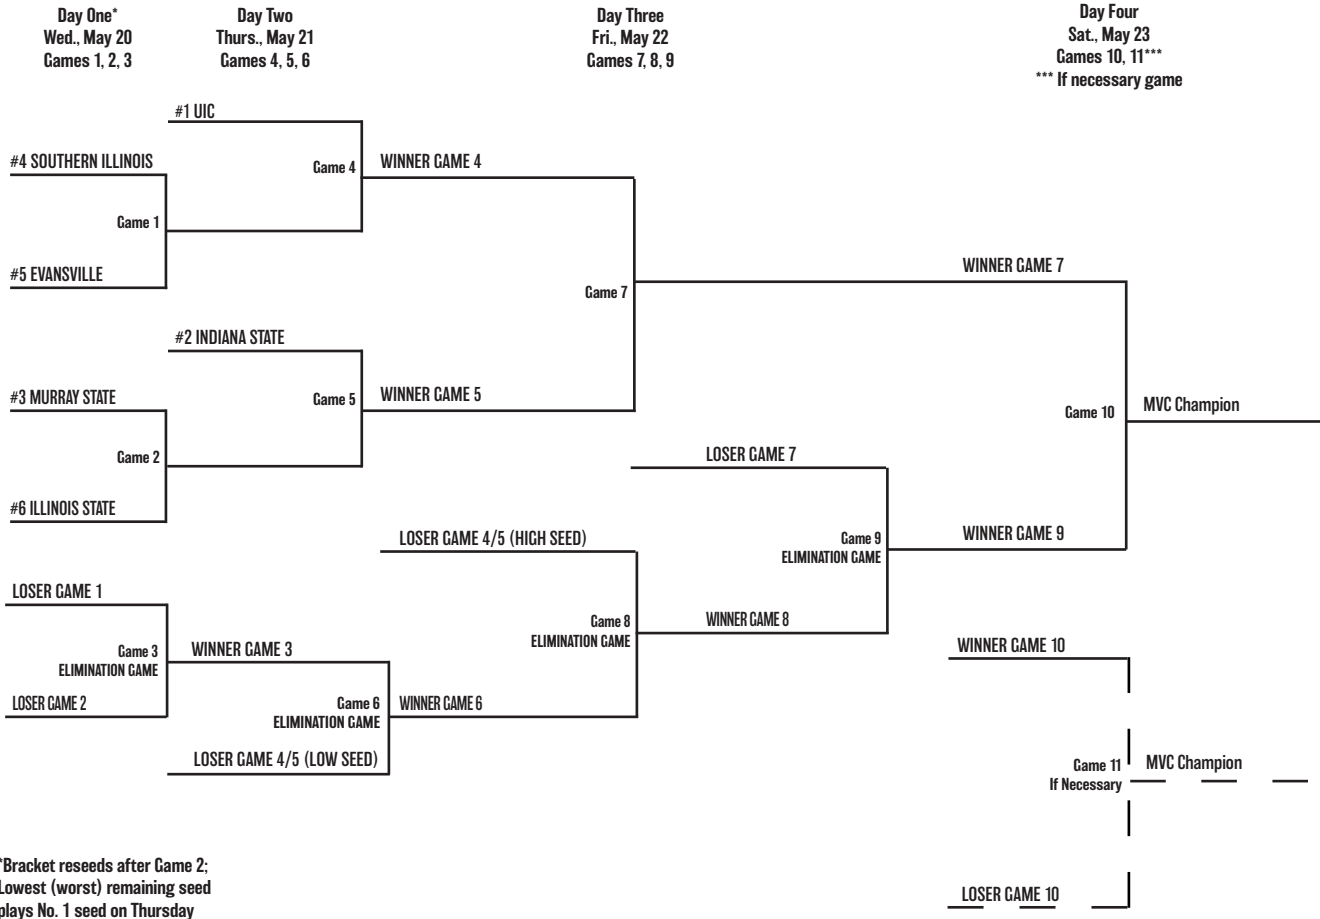 Day One*
Wed., May 20
Games 1, 2, 3
Day Two
Thurs., May 21
Games 4, 5, 6
Day Three
Fri., May 22
Games 7, 8, 9
Day Four
Sat., May 23
Games 10, 11***
*** If necessary game
#1 UIC
#4 SOUTHERN ILLINOIS
Game 4
WINNER GAME 4
Game 1
#5 EVANSVILLE
WINNER GAME 7
Game 7
#2 INDIANA STATE
#3 MURRAY STATE
Game 5
WINNER GAME 5
Game 10
MVC Champion
Game 2
LOSER GAME 7
#6 ILLINOIS STATE
LOSER GAME 4/5 (HIGH SEED)
Game 9
ELIMINATION GAME
WINNER GAME 9
LOSER GAME 1
Game 8
ELIMINATION GAME
WINNER GAME 8
Game 3
ELIMINATION GAME
WINNER GAME 3
WINNER GAME 10
LOSER GAME 2
Game 6
ELIMINATION GAME
WINNER GAME 6
LOSER GAME 4/5 (LOW SEED)
Game 11
If Necessary
MVC Champion
*Bracket reseeds after Game 2;
Lowest (worst) remaining seed
plays No. 1 seed on Thursday
LOSER GAME 10